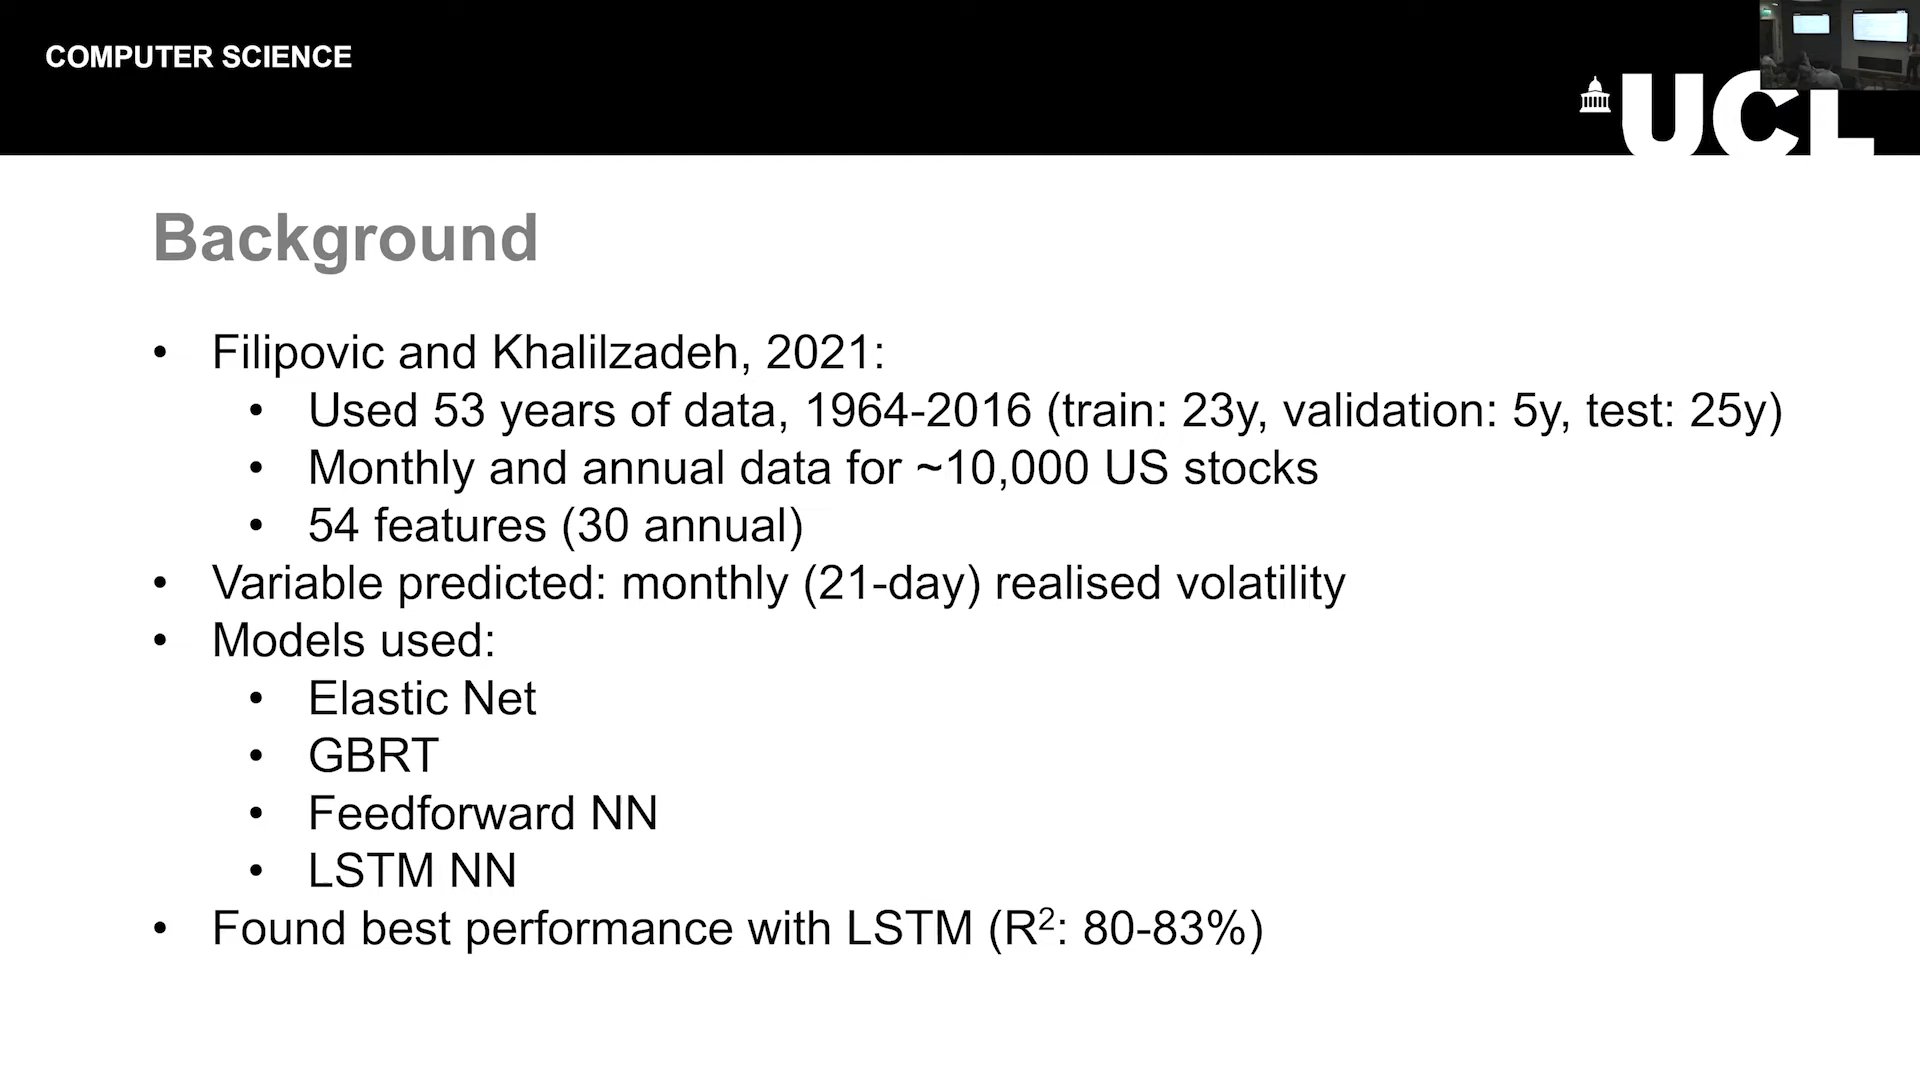 COMPUTER SCIENCE
UCL
Background
• Filipovic and Khalilzadeh, 2021:
• Used 53 years of data, 1964-2016 (train: 23y, validation: 5y, test: 25y)
• Monthly and annual data for ~10,000 US stocks
• 54 features (30 annual)
• Variable predicted: monthly (21-day) realised volatility
• Models used:
• Elastic Net
• GBRT
• Feedforward NN
• LSTM NN
• Found best performance with LSTM (R²: 80-83%)